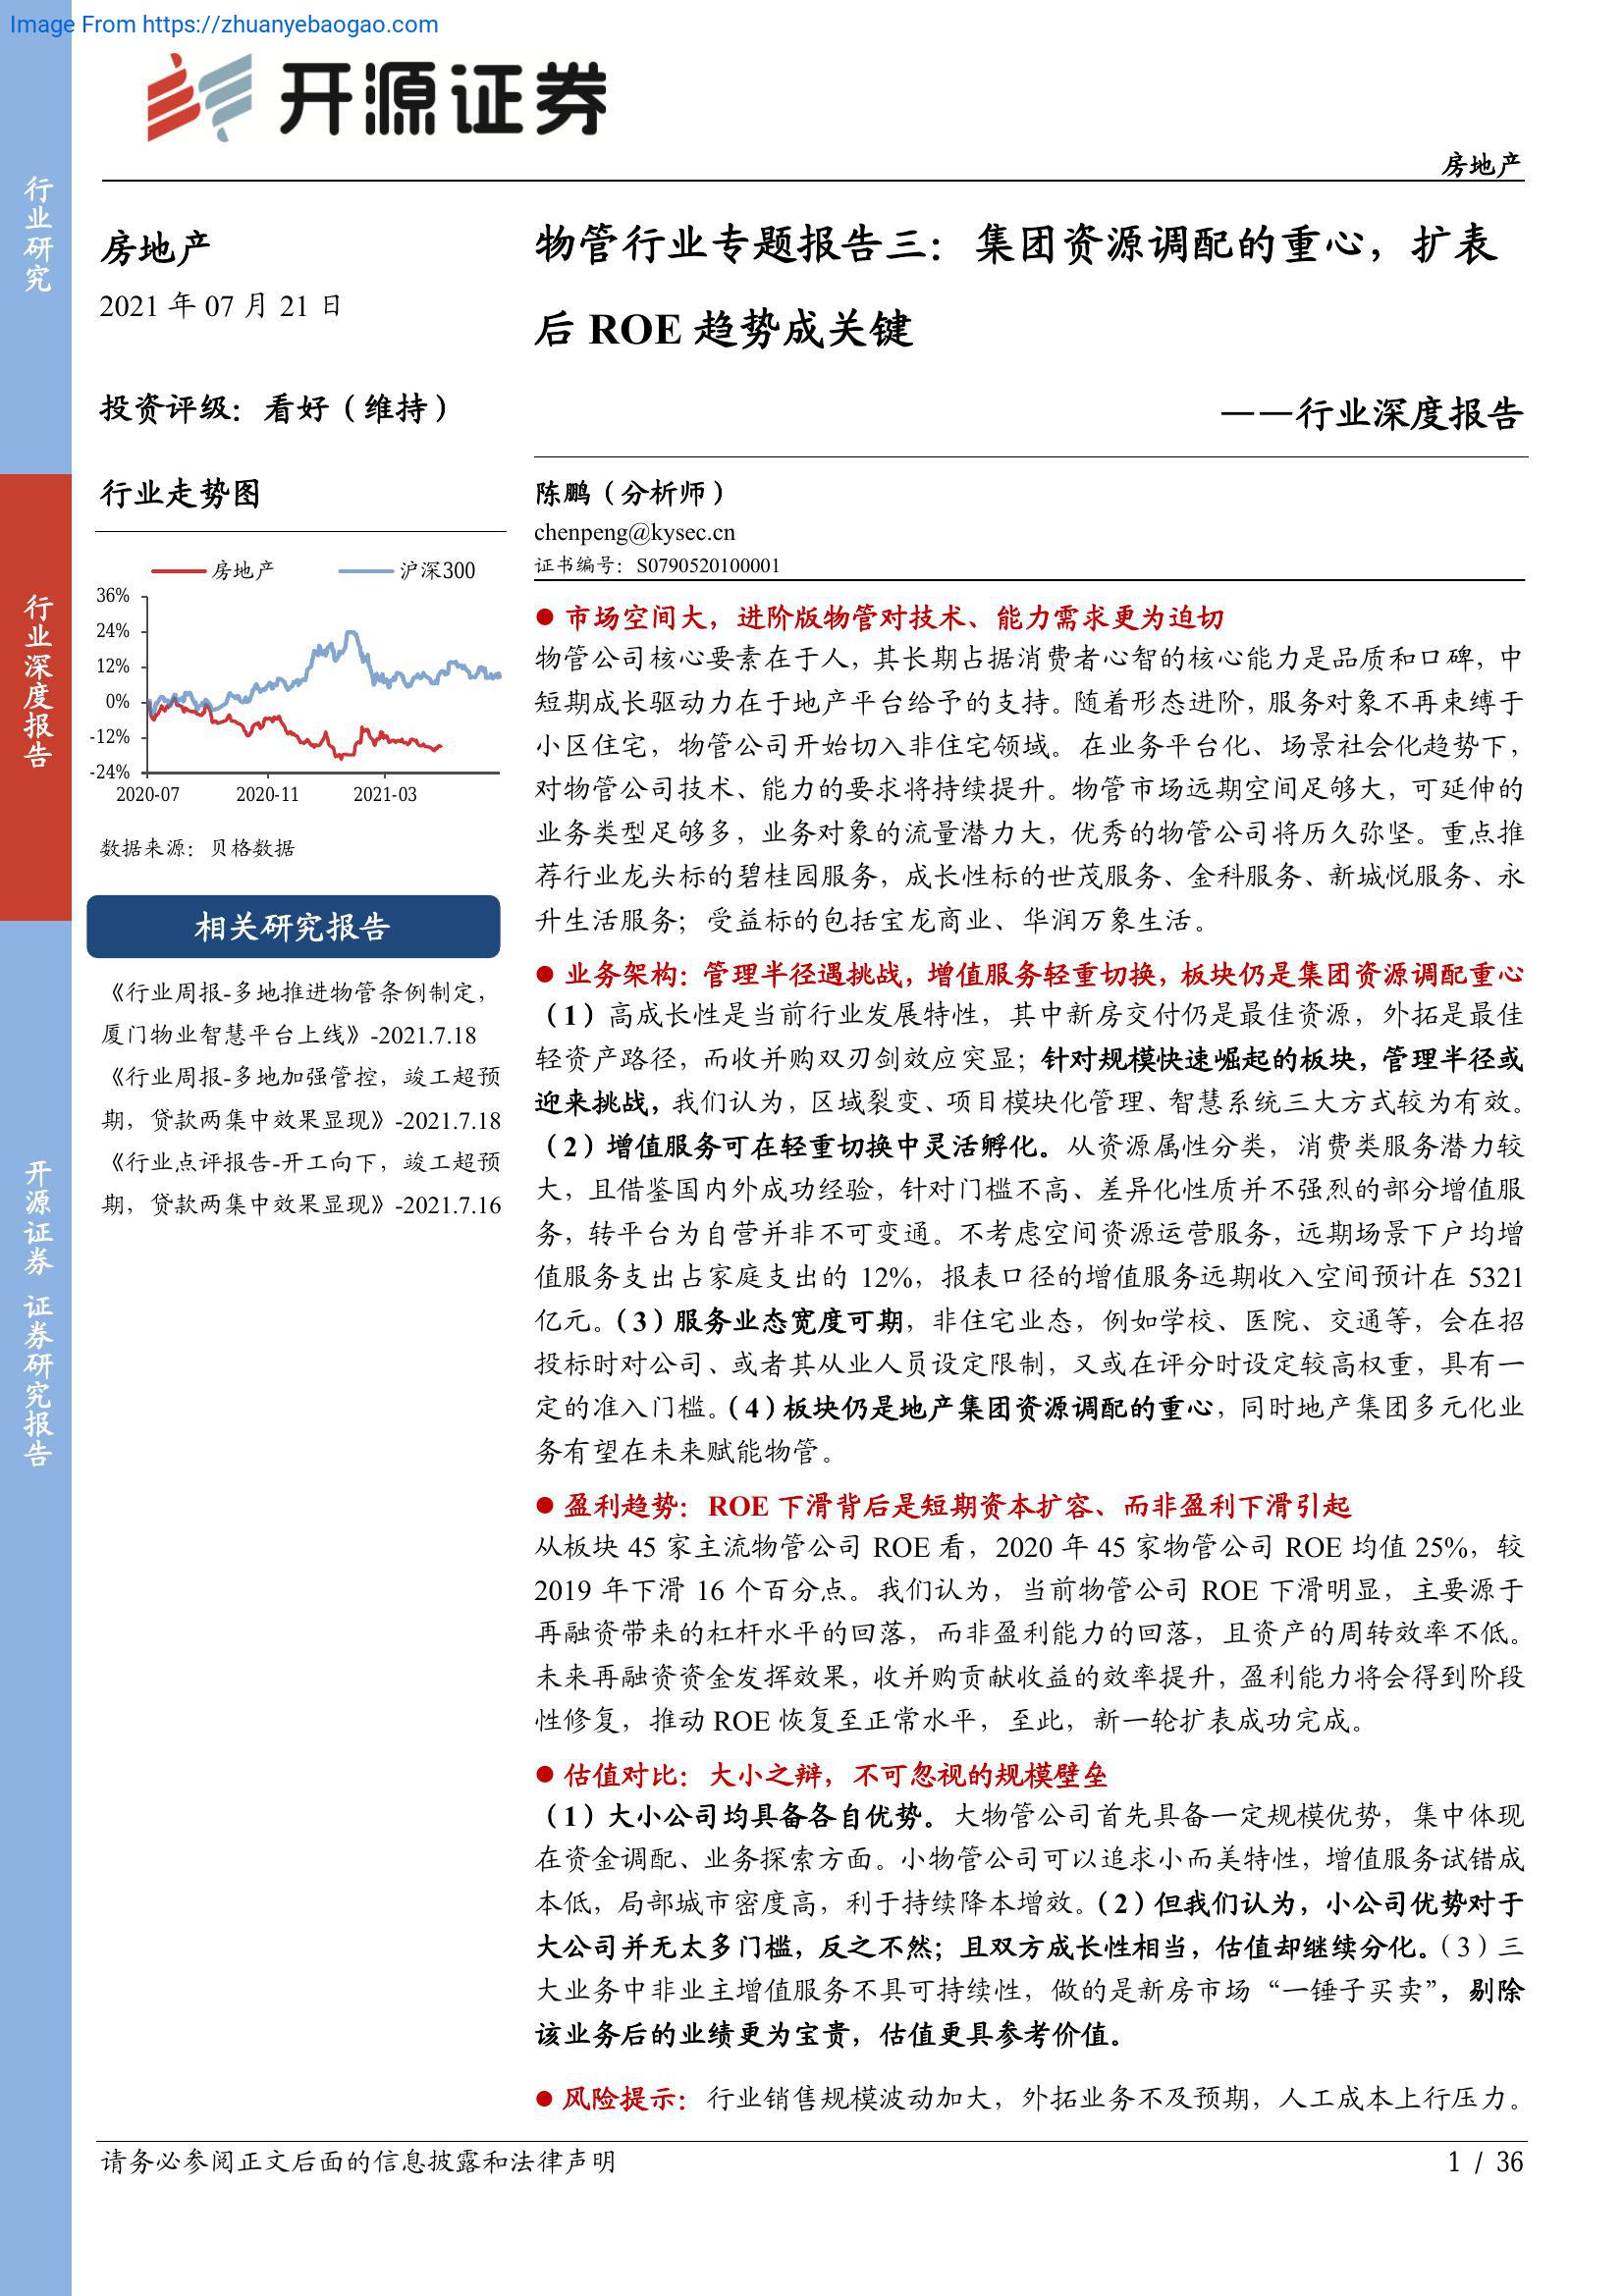 Image From https://zhuanyebaogao.com
开源证券
房地产
行业研究
行业深度报告
开源证券 证券研究报告
房地产
2021 年 07 月 21 日
投资评级：看好（维持）
行业走势图
房地产 沪深300
36%
24%
12%
0%
-12%
-24%
2020-07 2020-11 2021-03
数据来源：贝格数据
相关研究报告
《行业周报-多地推进物管条例制定，
厦门物业智慧平台上线》-2021.7.18
《行业周报-多地加强管控，竣工超预
期，贷款两集中效果显现》-2021.7.18
《行业点评报告-开工向下，竣工超预
期，贷款两集中效果显现》-2021.7.16
物管行业专题报告三：集团资源调配的重心，扩表
后 ROE 趋势成关键
——行业深度报告
陈鹏（分析师）
chenpeng@kysec.cn
证书编号：S0790520100001
● 市场空间大，进阶版物管对技术、能力需求更为迫切
物管公司核心要素在于人，其长期占据消费者心智的核心能力是品质和口碑，中
短期成长驱动力在于地产平台给予的支持。随着形态进阶，服务对象不再束缚于
小区住宅，物管公司开始切入非住宅领域。在业务平台化、场景社会化趋势下，
对物管公司技术、能力的要求将持续提升。物管市场远期空间足够大，可延伸的
业务类型足够多，业务对象的流量潜力大，优秀的物管公司将历久弥坚。重点推
荐行业龙头标的碧桂园服务，成长性标的世茂服务、金科服务、新城悦服务、永
升生活服务；受益标的包括宝龙商业、华润万象生活。
● 业务架构：管理半径遇挑战，增值服务轻重切换，板块仍是集团资源调配重心
（1）高成长性是当前行业发展特性，其中新房交付仍是最佳资源，外拓是最佳
轻资产路径，而收并购双刃剑效应突显；针对规模快速崛起的板块，管理半径或
迎来挑战，我们认为，区域裂变、项目模块化管理、智慧系统三大方式较为有效。
（2）增值服务可在轻重切换中灵活孵化。从资源属性分类，消费类服务潜力较
大，且借鉴国内外成功经验，针对门槛不高、差异化性质并不强烈的部分增值服
务，转平台为自营并非不可变通。不考虑空间资源运营服务，远期场景下户均增
值服务支出占家庭支出的 12%，报表口径的增值服务远期收入空间预计在 5321
亿元。（3）服务业态宽度可期，非住宅业态，例如学校、医院、交通等，会在招
投标时对公司、或者其从业人员设定限制，又或在评分时设定较高权重，具有一
定的准入门槛。（4）板块仍是地产集团资源调配的重心，同时地产集团多元化业
务有望在未来赋能物管。
● 盈利趋势：ROE 下滑背后是短期资本扩容、而非盈利下滑引起
从板块 45 家主流物管公司 ROE 看，2020 年 45 家物管公司 ROE 均值 25%，较
2019 年下滑 16 个百分点。我们认为，当前物管公司 ROE 下滑明显，主要源于
再融资带来的杠杆水平的回落，而非盈利能力的回落，且资产的周转效率不低。
未来再融资资金发挥效果，收并购贡献收益的效率提升，盈利能力将会得到阶段
性修复，推动 ROE 恢复至正常水平，至此，新一轮扩表成功完成。
● 估值对比：大小之辩，不可忽视的规模壁垒
（1）大小公司均具备各自优势。大物管公司首先具备一定规模优势，集中体现
在资金调配、业务探索方面。小物管公司可以追求小而美特性，增值服务试错成
本低，局部城市密度高，利于持续降本增效。（2）但我们认为，小公司优势对于
大公司并无太多门槛，反之不然；且双方成长性相当，估值却继续分化。（3）三
大业务中非业主增值服务不具可持续性，做的是新房市场“一锤子买卖”，剔除
该业务后的业绩更为宝贵，估值更具参考价值。
● 风险提示：行业销售规模波动加大，外拓业务不及预期，人工成本上行压力。
请务必参阅正文后面的信息披露和法律声明
1 / 36